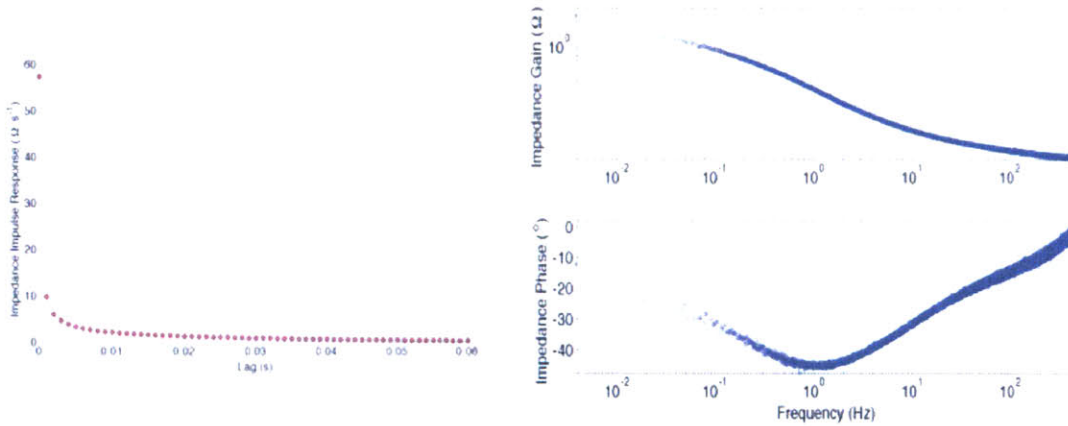 Impedance Impulse Response (Ω s⁻¹)
60
50
40
30
20
10
0
0 0.01 0.02 0.03 0.04 0.05 0.06
Lag (s)
Impedance Gain (Ω)
10⁰
10⁻² 10⁻¹ 10⁰ 10¹ 10²
Impedance Phase (°)
0
-10
-20
-30
-40
10⁻² 10⁻¹ 10⁰ 10¹ 10²
Frequency (Hz)